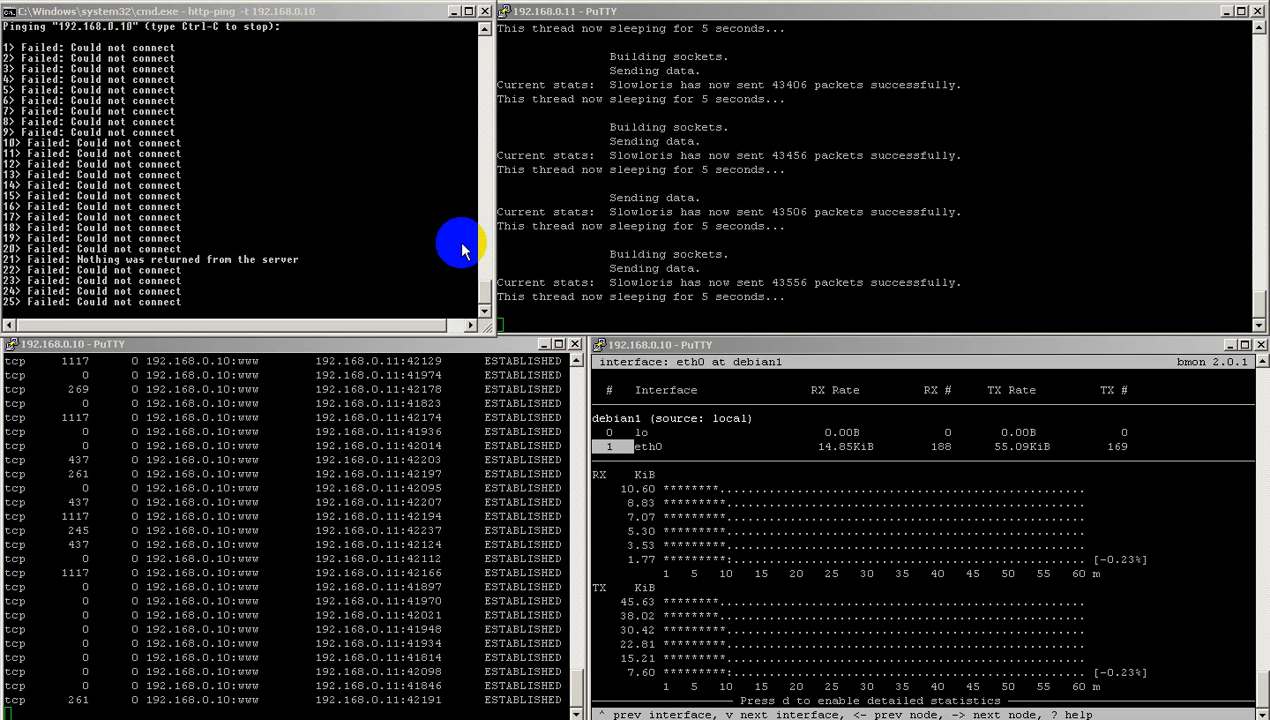 C:\Windows\system32\cmd.exe - http-ping -t 192.168.0.10
Pinging "192.168.0.10" (type Ctrl-C to stop):
1> Failed: Could not connect
2> Failed: Could not connect
3> Failed: Could not connect
4> Failed: Could not connect
5> Failed: Could not connect
6> Failed: Could not connect
7> Failed: Could not connect
8> Failed: Could not connect
9> Failed: Could not connect
10> Failed: Could not connect
11> Failed: Could not connect
12> Failed: Could not connect
13> Failed: Could not connect
14> Failed: Could not connect
15> Failed: Could not connect
16> Failed: Could not connect
17> Failed: Could not connect
18> Failed: Could not connect
19> Failed: Could not connect
20> Failed: Could not connect
21> Failed: Nothing was returned from the server
22> Failed: Could not connect
23> Failed: Could not connect
24> Failed: Could not connect
25> Failed: Could not connect
192.168.0.11 - PuTTY
This thread now sleeping for 5 seconds...
Building sockets.
Sending data.
Current stats: Slowloris has now sent 43406 packets successfully.
This thread now sleeping for 5 seconds...
Building sockets.
Sending data.
Current stats: Slowloris has now sent 43456 packets successfully.
This thread now sleeping for 5 seconds...
Sending data.
Current stats: Slowloris has now sent 43506 packets successfully.
This thread now sleeping for 5 seconds...
Building sockets.
Sending data.
Current stats: Slowloris has now sent 43556 packets successfully.
This thread now sleeping for 5 seconds...
192.168.0.10 - PuTTY
tcp 1117 0 192.168.0.10:www 192.168.0.11:42129 ESTABLISHED
tcp 0 0 192.168.0.10:www 192.168.0.11:41974 ESTABLISHED
tcp 269 0 192.168.0.10:www 192.168.0.11:42178 ESTABLISHED
tcp 0 0 192.168.0.10:www 192.168.0.11:41823 ESTABLISHED
tcp 1117 0 192.168.0.10:www 192.168.0.11:42174 ESTABLISHED
tcp 0 0 192.168.0.10:www 192.168.0.11:41936 ESTABLISHED
tcp 0 0 192.168.0.10:www 192.168.0.11:42014 ESTABLISHED
tcp 437 0 192.168.0.10:www 192.168.0.11:42203 ESTABLISHED
tcp 261 0 192.168.0.10:www 192.168.0.11:42197 ESTABLISHED
tcp 0 0 192.168.0.10:www 192.168.0.11:42095 ESTABLISHED
tcp 437 0 192.168.0.10:www 192.168.0.11:42207 ESTABLISHED
tcp 1117 0 192.168.0.10:www 192.168.0.11:42194 ESTABLISHED
tcp 245 0 192.168.0.10:www 192.168.0.11:42237 ESTABLISHED
tcp 437 0 192.168.0.10:www 192.168.0.11:42124 ESTABLISHED
tcp 0 0 192.168.0.10:www 192.168.0.11:42112 ESTABLISHED
tcp 1117 0 192.168.0.10:www 192.168.0.11:42166 ESTABLISHED
tcp 0 0 192.168.0.10:www 192.168.0.11:41897 ESTABLISHED
tcp 0 0 192.168.0.10:www 192.168.0.11:41970 ESTABLISHED
tcp 0 0 192.168.0.10:www 192.168.0.11:42021 ESTABLISHED
tcp 0 0 192.168.0.10:www 192.168.0.11:41948 ESTABLISHED
tcp 0 0 192.168.0.10:www 192.168.0.11:41934 ESTABLISHED
tcp 0 0 192.168.0.10:www 192.168.0.11:41814 ESTABLISHED
tcp 0 0 192.168.0.10:www 192.168.0.11:42098 ESTABLISHED
tcp 0 0 192.168.0.10:www 192.168.0.11:41846 ESTABLISHED
tcp 261 0 192.168.0.10:www 192.168.0.11:42191 ESTABLISHED
192.168.0.10 - PuTTY
interface: eth0 at debian1 bmon 2.0.1
# Interface RX Rate RX # TX Rate TX #
debian1 (source: local)
0 lo 0.00B 0 0.00B 0
1 eth0 14.85KiB 188 55.09KiB 169
RX KiB
10.60 ********....................................................
8.83 ********....................................................
7.07 ********....................................................
5.30 ********....................................................
3.53 ********....................................................
1.77 ********:................................................... [-0.23%]
1 5 10 15 20 25 30 35 40 45 50 55 60 m
TX KiB
45.63 ********....................................................
38.02 ********....................................................
30.42 ********....................................................
22.81 ********....................................................
15.21 ********....................................................
7.60 ********:................................................... [-0.23%]
1 5 10 15 20 25 30 35 40 45 50 55 60 m
Press d to enable detailed statistics
^ prev interface, v next interface, <- prev node, -> next node, ? help